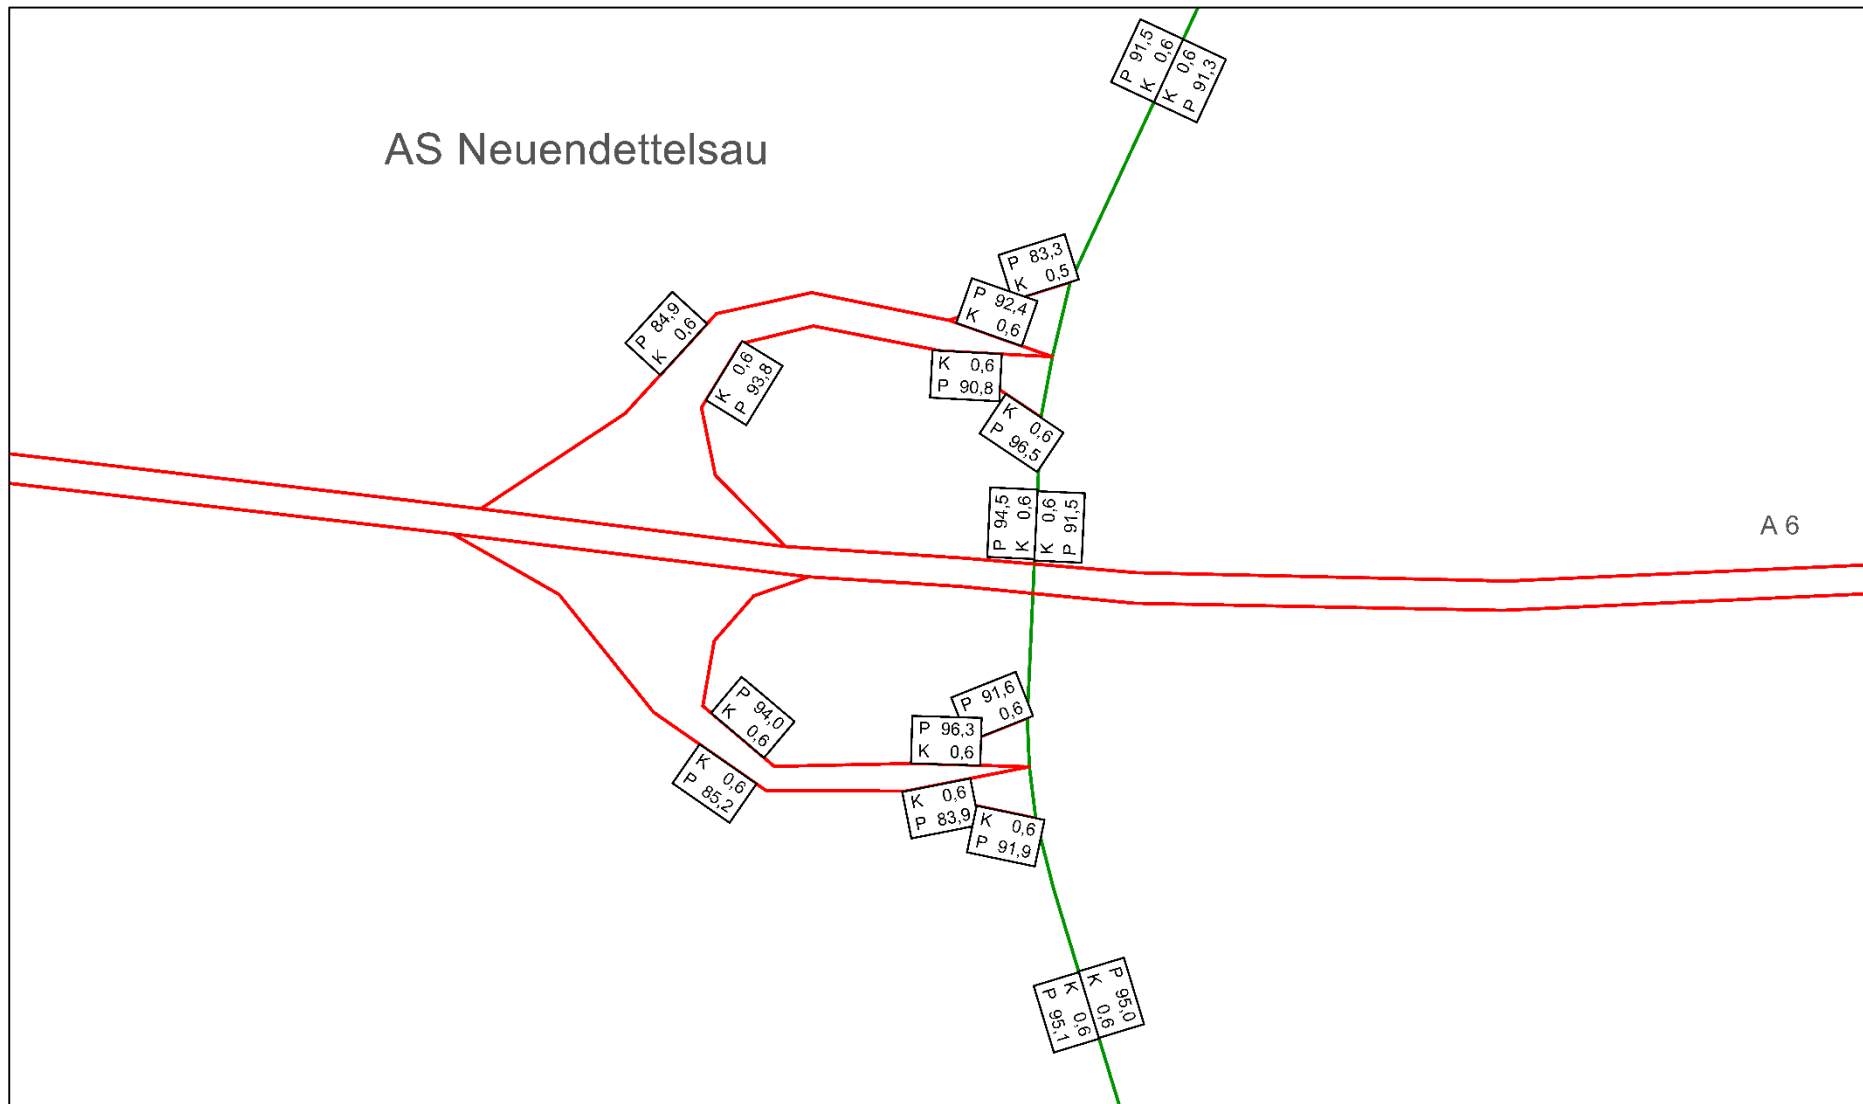 P 91,5
K 0,6
K 0,6
P 91,3
AS Neuendettelsau
P 83,3
K 0,5
P 92,4
K 0,6
P 84,9
K 0,6
K 0,6
P 93,8
K 0,6
P 90,8
K 0,6
P 96,5
P 94,5
K 0,6
K 0,6
P 91,5
A 6
P 91,6
0,6
P 94,0
K 0,6
P 96,3
K 0,6
K 0,6
P 85,2
K 0,6
P 83,9
K 0,6
P 91,9
P 95,0
K 0,6
K 0,6
P 95,1